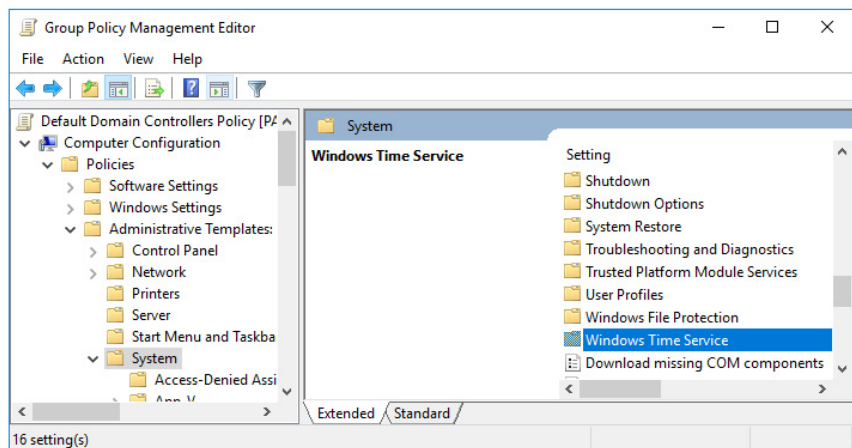 Group Policy Management Editor
File Action View Help
Default Domain Controllers Policy [PA
Computer Configuration
Policies
Software Settings
Windows Settings
Administrative Templates:
Control Panel
Network
Printers
Server
Start Menu and Taskba
System
Access-Denied Assi
App-V
System
Windows Time Service
Setting
Shutdown
Shutdown Options
System Restore
Troubleshooting and Diagnostics
Trusted Platform Module Services
User Profiles
Windows File Protection
Windows Time Service
Download missing COM components
Extended Standard
16 setting(s)